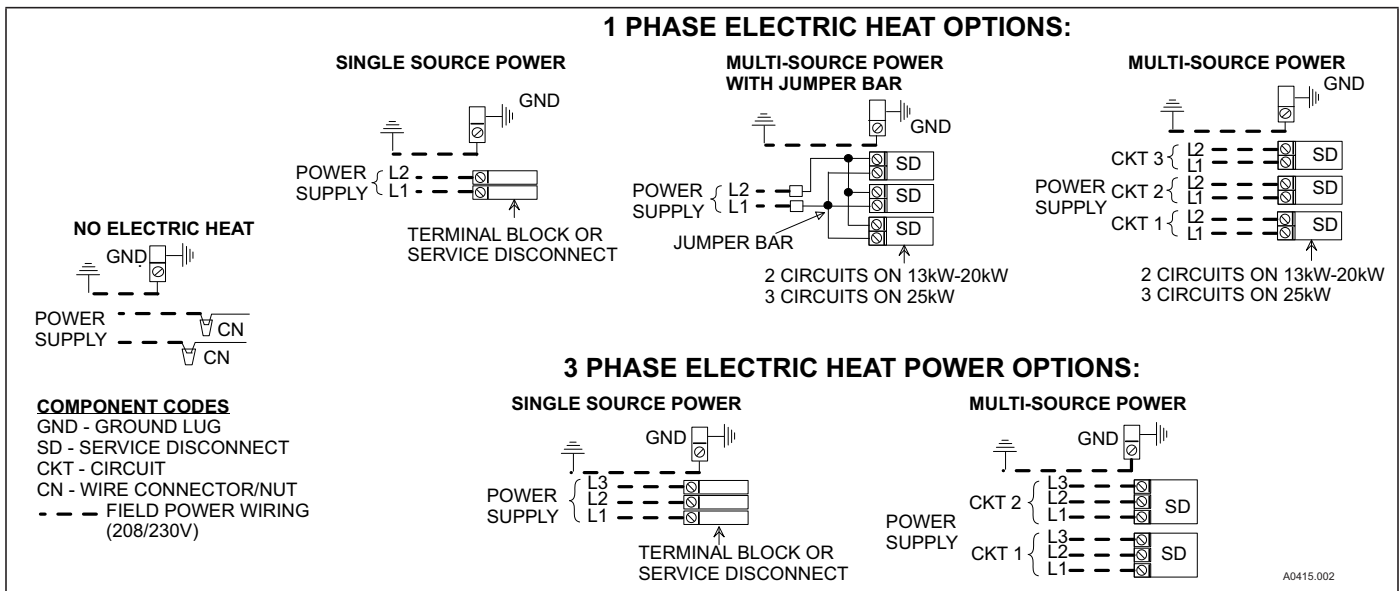 1 PHASE ELECTRIC HEAT OPTIONS:
SINGLE SOURCE POWER
GND
POWER
SUPPLY
L2
L1
TERMINAL BLOCK OR
SERVICE DISCONNECT
MULTI-SOURCE POWER
WITH JUMPER BAR
GND
POWER
SUPPLY
L2
L1
SD
SD
SD
JUMPER BAR
2 CIRCUITS ON 13kW-20kW
3 CIRCUITS ON 25kW
MULTI-SOURCE POWER
GND
POWER
SUPPLY
CKT 3
L2
L1
SD
CKT 2
L2
L1
SD
CKT 1
L2
L1
SD
2 CIRCUITS ON 13kW-20kW
3 CIRCUITS ON 25kW
NO ELECTRIC HEAT
GND
POWER
SUPPLY
CN
CN
COMPONENT CODES
GND - GROUND LUG
SD - SERVICE DISCONNECT
CKT - CIRCUIT
CN - WIRE CONNECTOR/NUT
FIELD POWER WIRING
(208/230V)
3 PHASE ELECTRIC HEAT POWER OPTIONS:
SINGLE SOURCE POWER
GND
POWER
SUPPLY
L3
L2
L1
TERMINAL BLOCK OR
SERVICE DISCONNECT
MULTI-SOURCE POWER
GND
POWER
SUPPLY
CKT 2
L3
L2
L1
SD
CKT 1
L3
L2
L1
SD
A0415.002